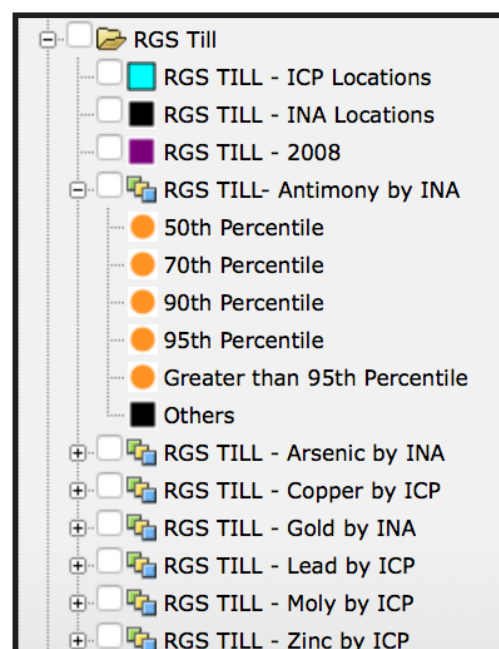 RGS Till
RGS TILL - ICP Locations
RGS TILL - INA Locations
RGS TILL - 2008
RGS TILL- Antimony by INA
50th Percentile
70th Percentile
90th Percentile
95th Percentile
Greater than 95th Percentile
Others
RGS TILL - Arsenic by INA
RGS TILL - Copper by ICP
RGS TILL - Gold by INA
RGS TILL - Lead by ICP
RGS TILL - Moly by ICP
RGS TILL - Zinc by ICP